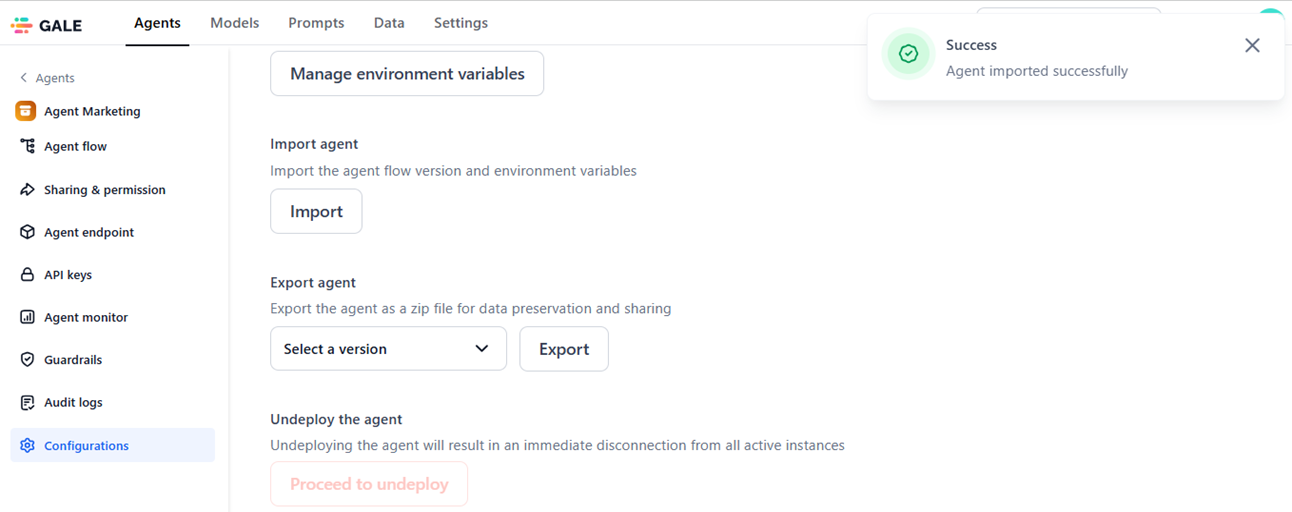 GALE
Agents Models Prompts Data Settings
Success
Agent imported successfully
Agents
Agent Marketing
Agent flow
Sharing & permission
Agent endpoint
API keys
Agent monitor
Guardrails
Audit logs
Configurations
Manage environment variables
Import agent
Import the agent flow version and environment variables
Import
Export agent
Export the agent as a zip file for data preservation and sharing
Select a version Export
Undeploy the agent
Undeploying the agent will result in an immediate disconnection from all active instances
Proceed to undeploy